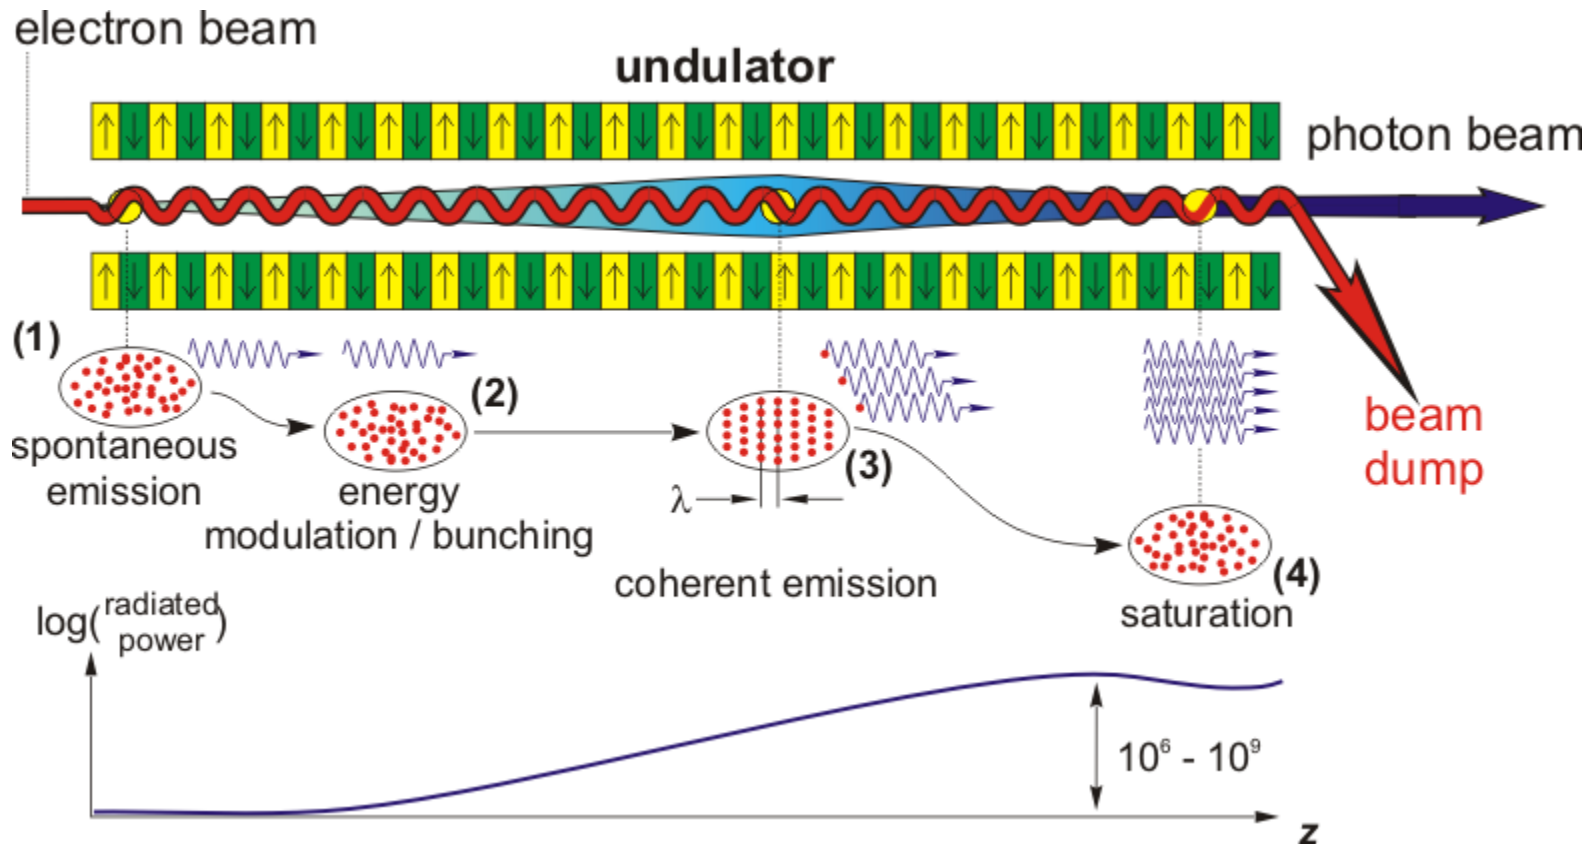 electron beam
undulator
photon beam
(1)
spontaneous
emission
(2)
energy
modulation / bunching
λ
(3)
coherent emission
beam
dump
(4)
saturation
log(radiated power)
10⁶ - 10⁹
z